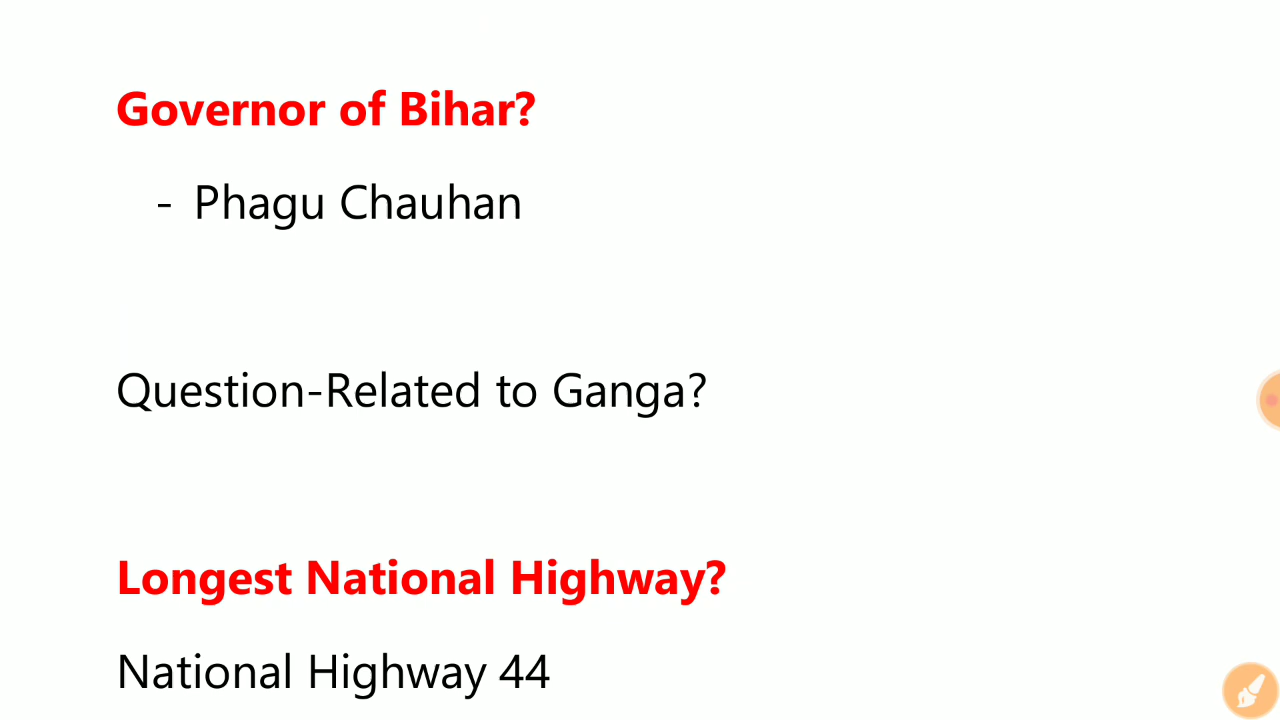 Governor of Bihar?
- Phagu Chauhan
Question-Related to Ganga?
Longest National Highway?
National Highway 44